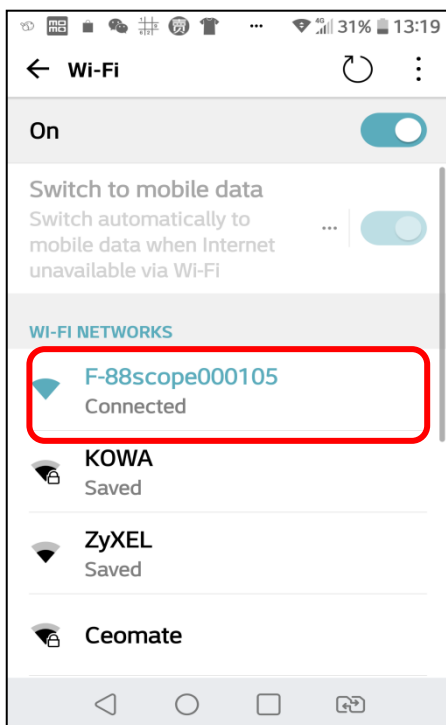 4G 31% 13:19
Wi-Fi
On
Switch to mobile data
Switch automatically to
mobile data when Internet
unavailable via Wi-Fi
WI-FI NETWORKS
F-88scope000105
Connected
KOWA
Saved
ZyXEL
Saved
Ceomate